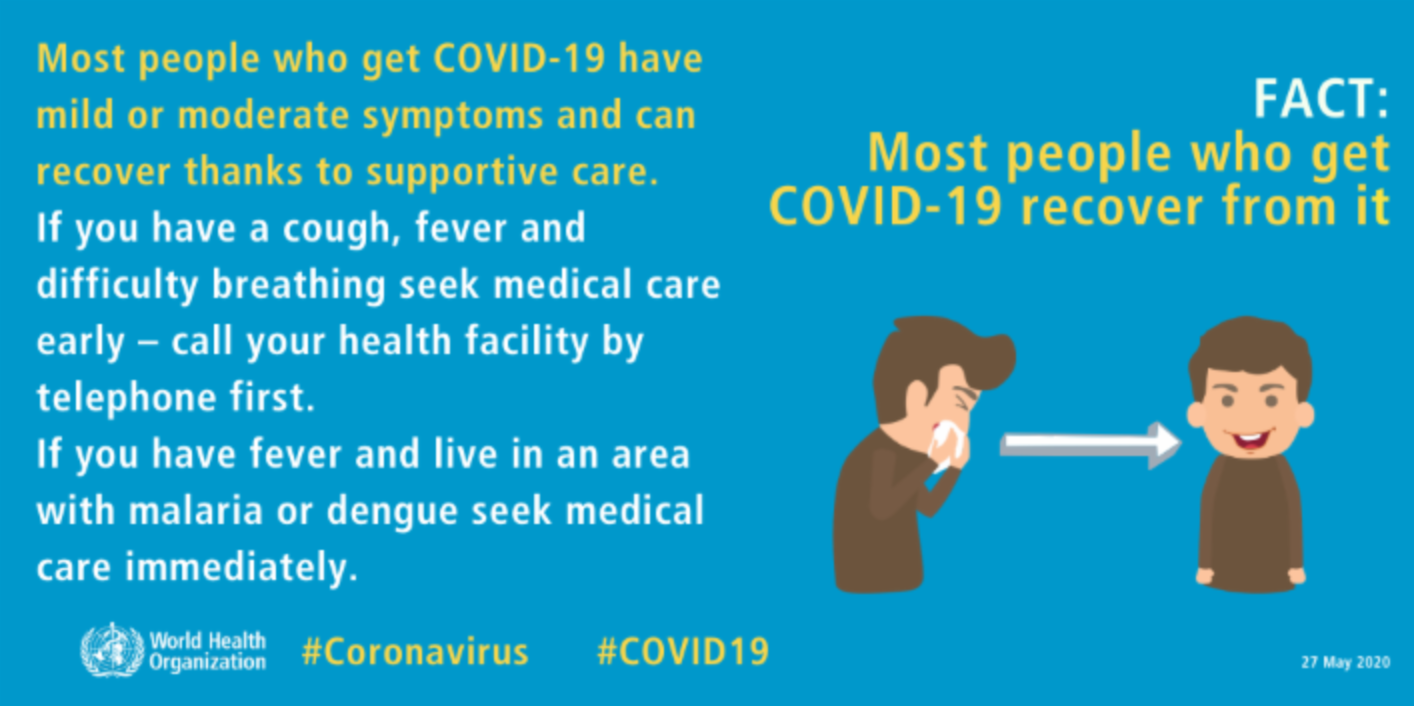 Most people who get COVID-19 have
mild or moderate symptoms and can
recover thanks to supportive care.
If you have a cough, fever and
difficulty breathing seek medical care
early – call your health facility by
telephone first.
If you have fever and live in an area
with malaria or dengue seek medical
care immediately.
FACT:
Most people who get
COVID-19 recover from it
World Health
Organization
#Coronavirus
#COVID19
27 May 2020